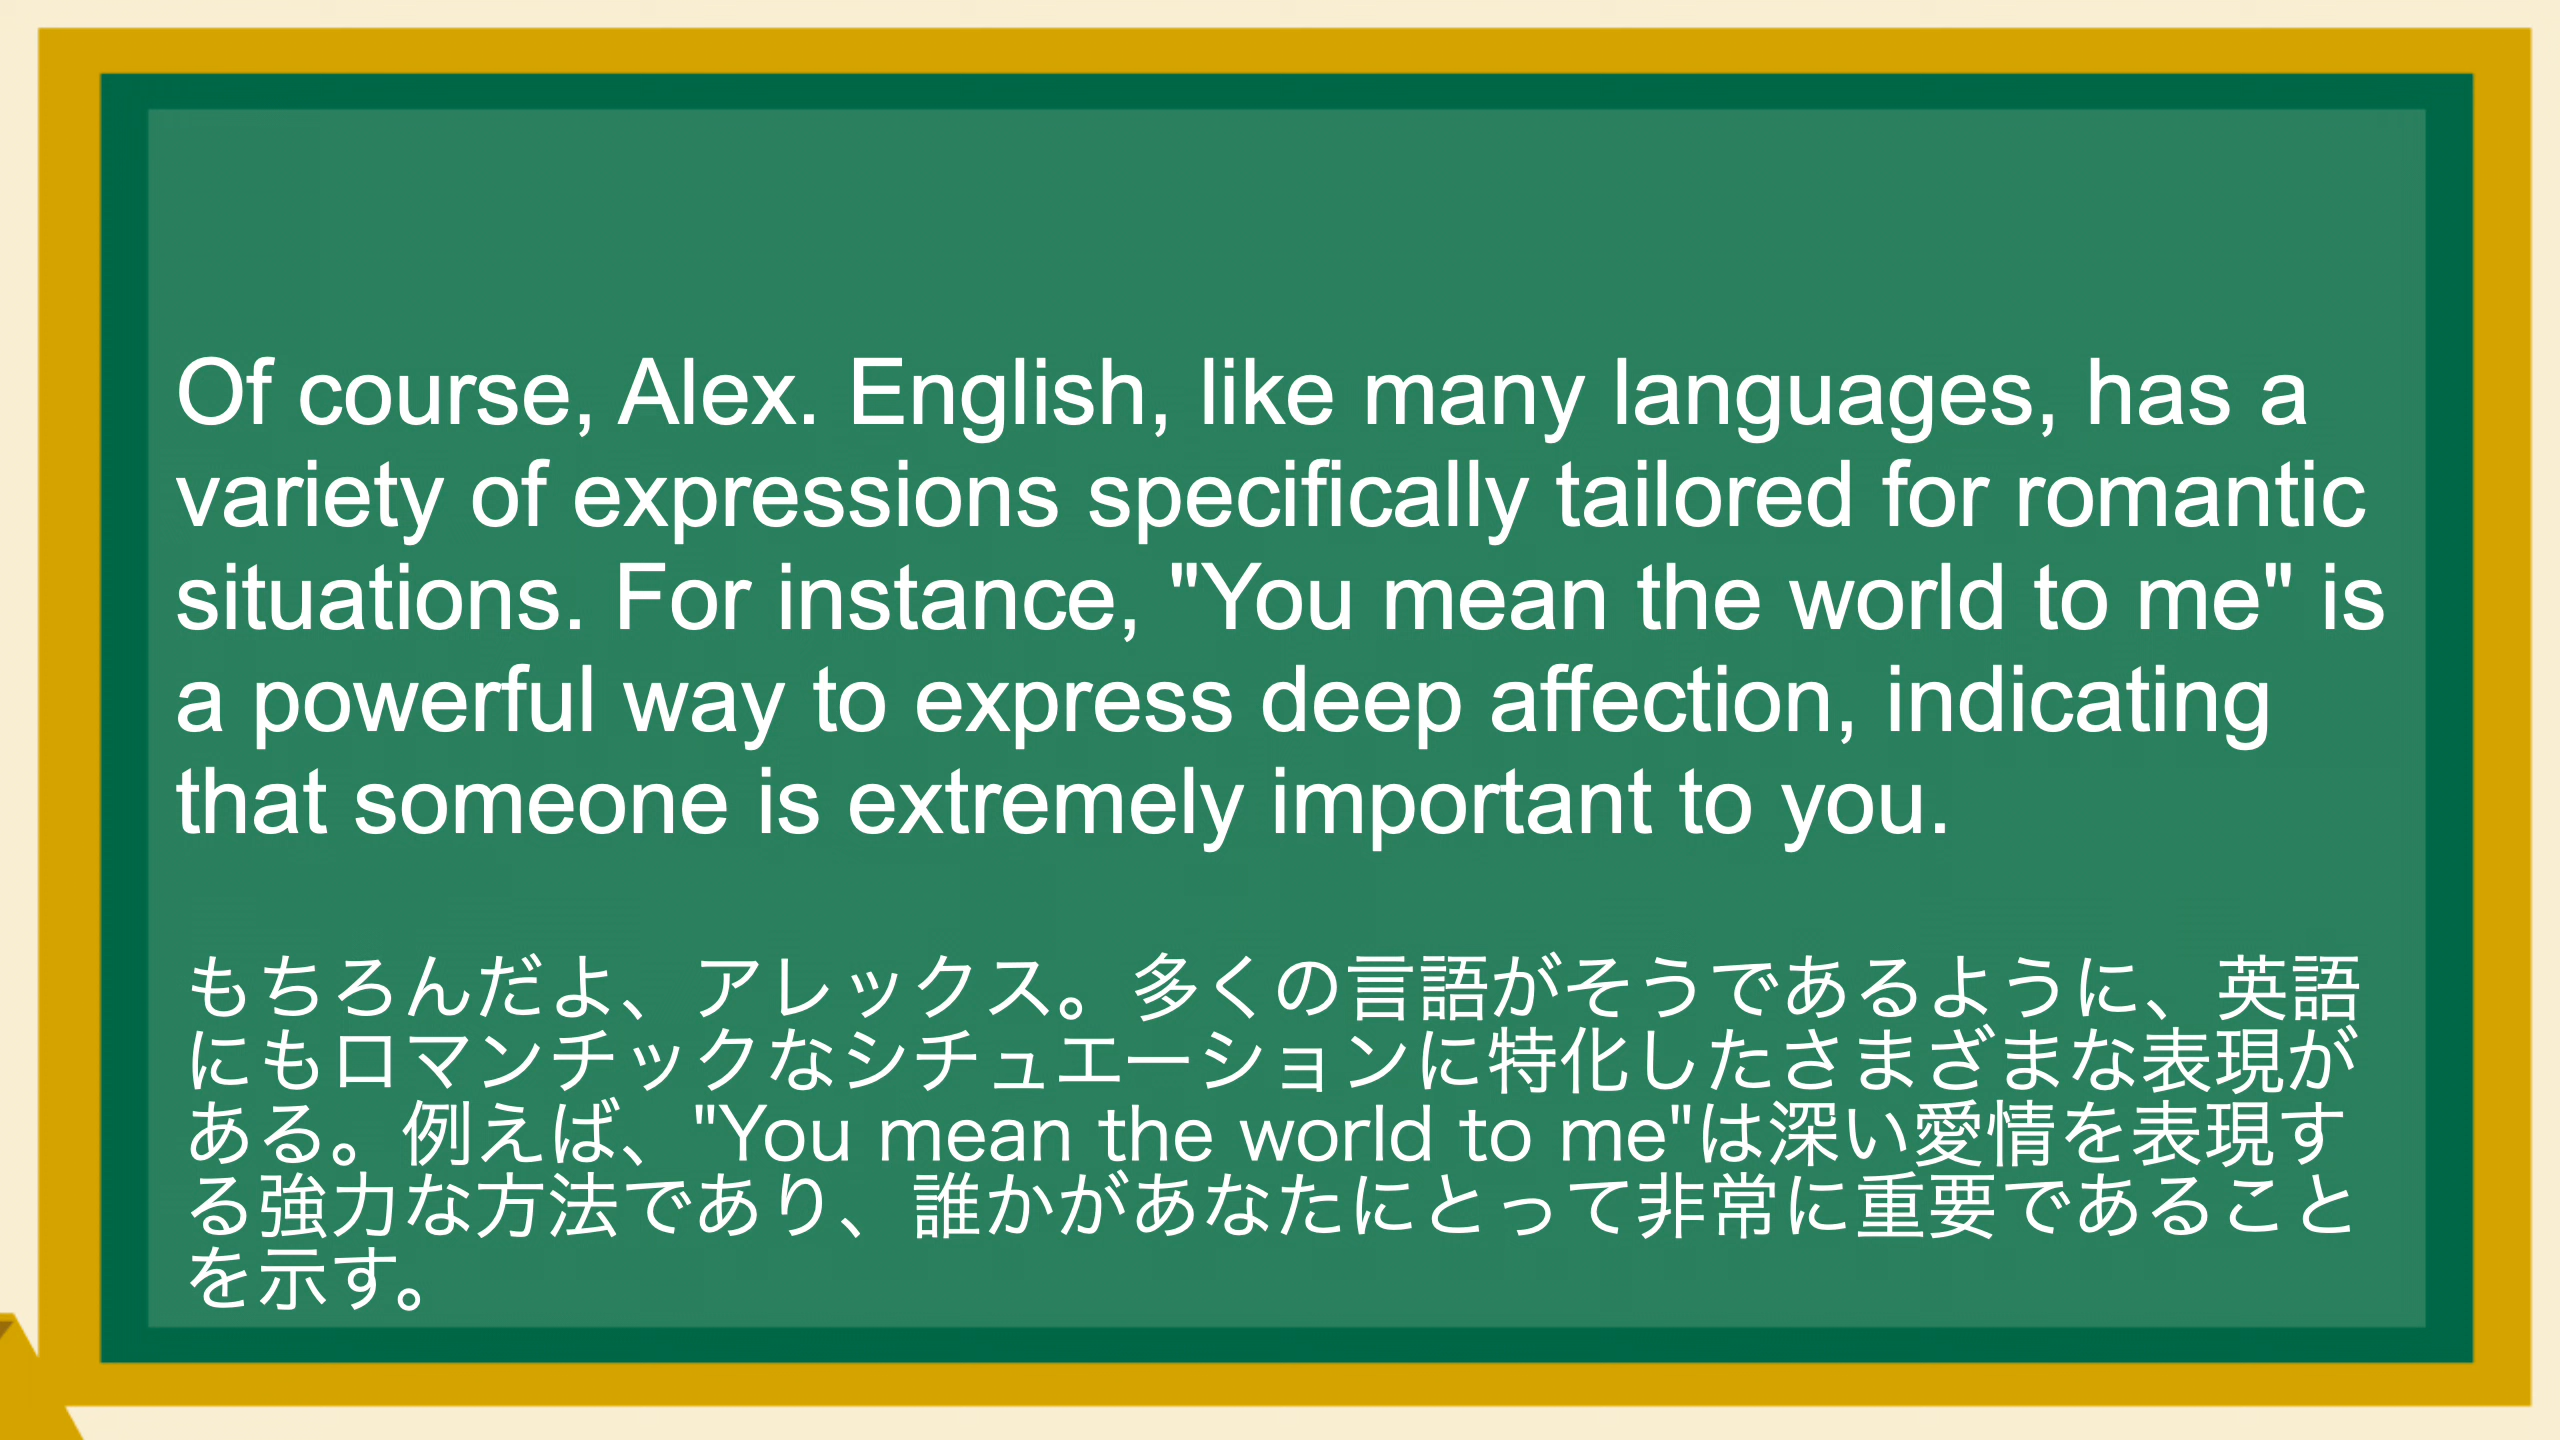 Of course, Alex. English, like many languages, has a
variety of expressions specifically tailored for romantic
situations. For instance, "You mean the world to me" is
a powerful way to express deep affection, indicating
that someone is extremely important to you.
もちろんだよ、アレックス。多くの言語がそうであるように、英語
にもロマンチックなシチュエーションに特化したさまざまな表現が
ある。例えば、"You mean the world to me"は深い愛情を表現す
る強力な方法であり、誰かがあなたにとって非常に重要であること
を示す。